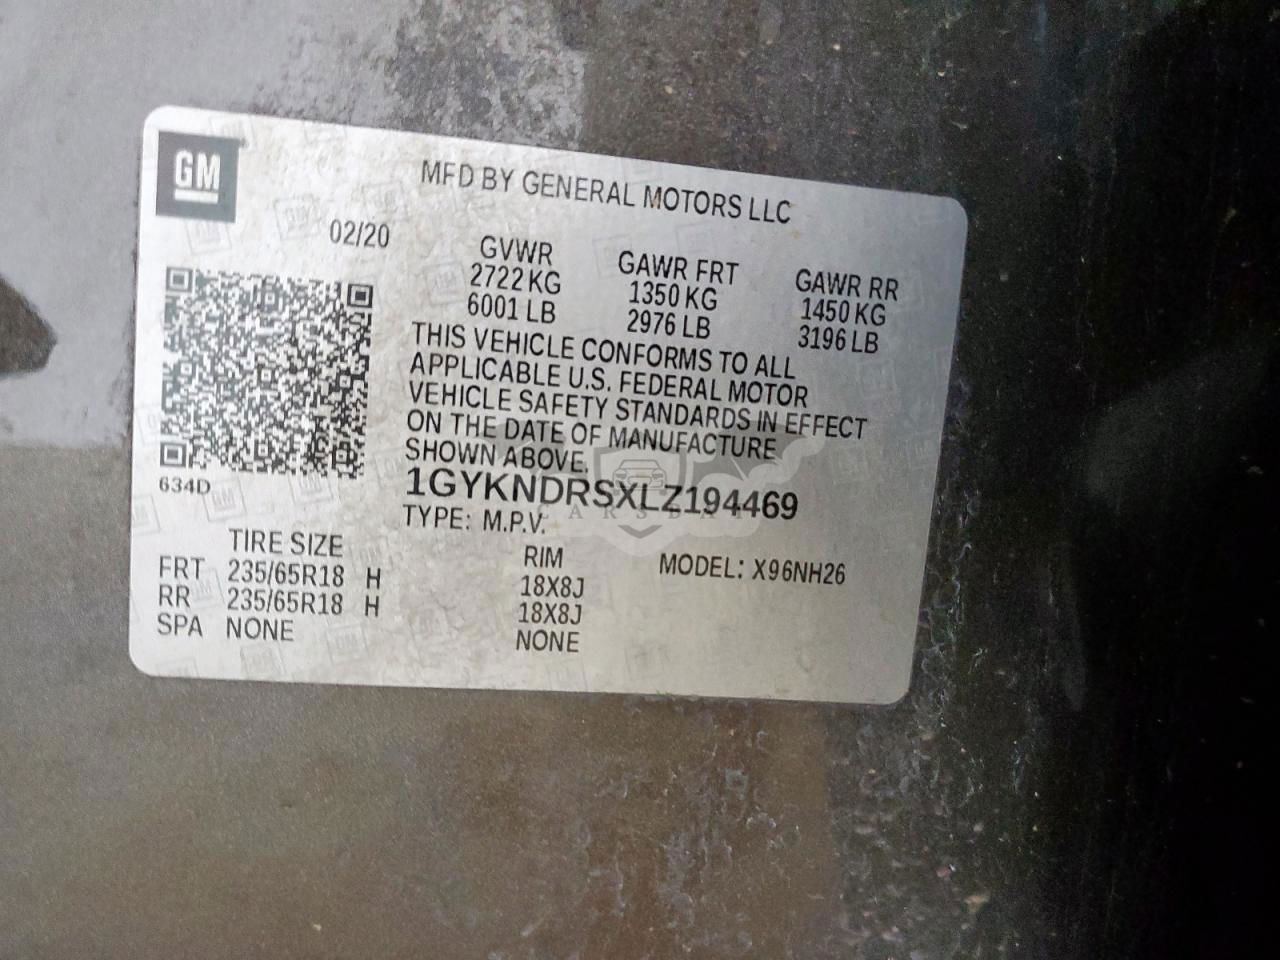 GM
MFD BY GENERAL MOTORS LLC
02/20
GVWR GAWR FRT GAWR RR
2722 KG 1350 KG 1450 KG
6001 LB 2976 LB 3196 LB
THIS VEHICLE CONFORMS TO ALL
APPLICABLE U.S. FEDERAL MOTOR
VEHICLE SAFETY STANDARDS IN EFFECT
ON THE DATE OF MANUFACTURE
SHOWN ABOVE.
634D
1GYKNDRSXLZ194469
TYPE: M.P.V.
TIRE SIZE RIM MODEL: X96NH26
FRT 235/65R18 H 18X8J
RR 235/65R18 H 18X8J
SPA NONE NONE